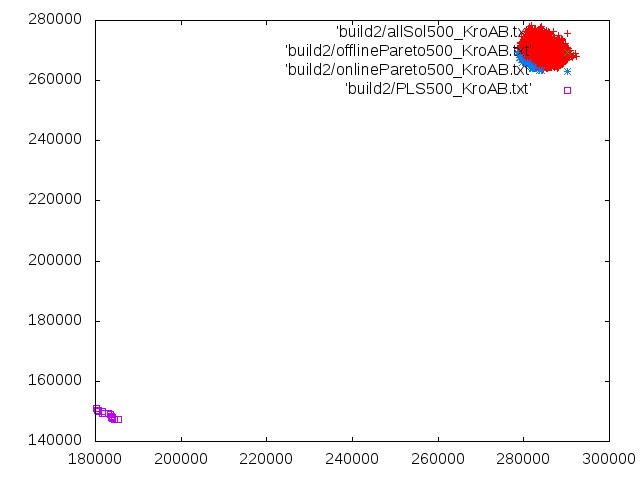 280000
'build2/allSol500_KroAB.txt'
'build2/offlinePareto500_KroAB.txt'
260000
'build2/onlinePareto500_KroAB.txt'
'build2/PLS500_KroAB.txt'
240000
220000
200000
180000
160000
140000
180000 200000 220000 240000 260000 280000 300000